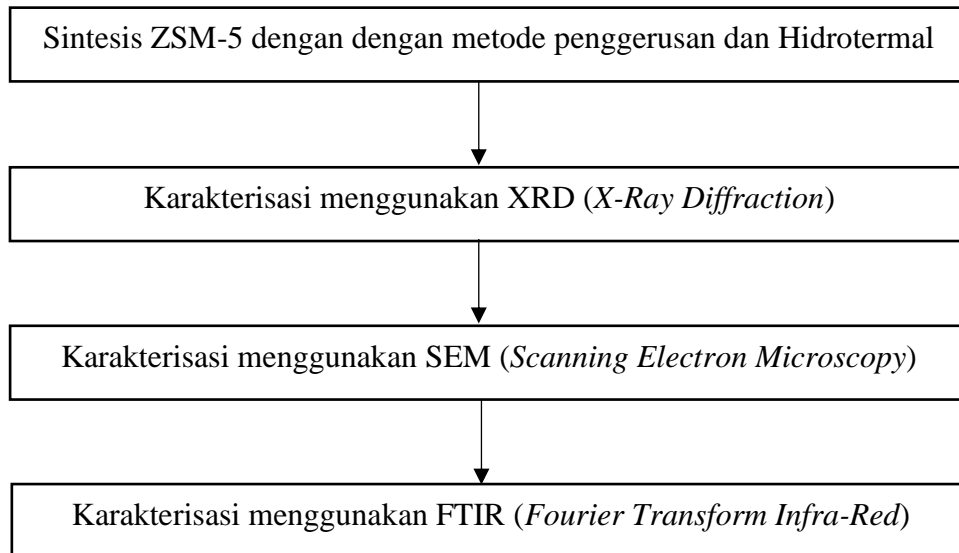 Sintesis ZSM-5 dengan dengan metode penggerusan dan Hidrotermal
Karakterisasi menggunakan XRD (X-Ray Diffraction)
Karakterisasi menggunakan SEM (Scanning Electron Microscopy)
Karakterisasi menggunakan FTIR (Fourier Transform Infra-Red)